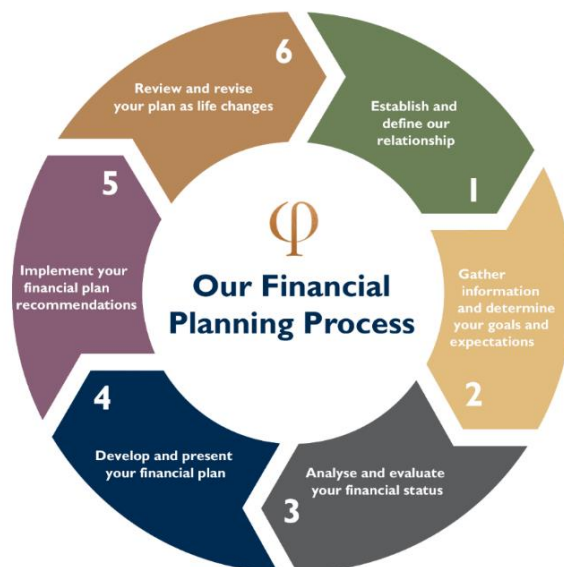 φ
Our Financial
Planning Process
Establish and
define our
relationship
1
Gather
information
and determine
your goals and
expectations
2
Analyse and evaluate
your financial status
3
Develop and present
your financial plan
4
Implement your
financial plan
recommendations
5
Review and revise
your plan as life changes
6